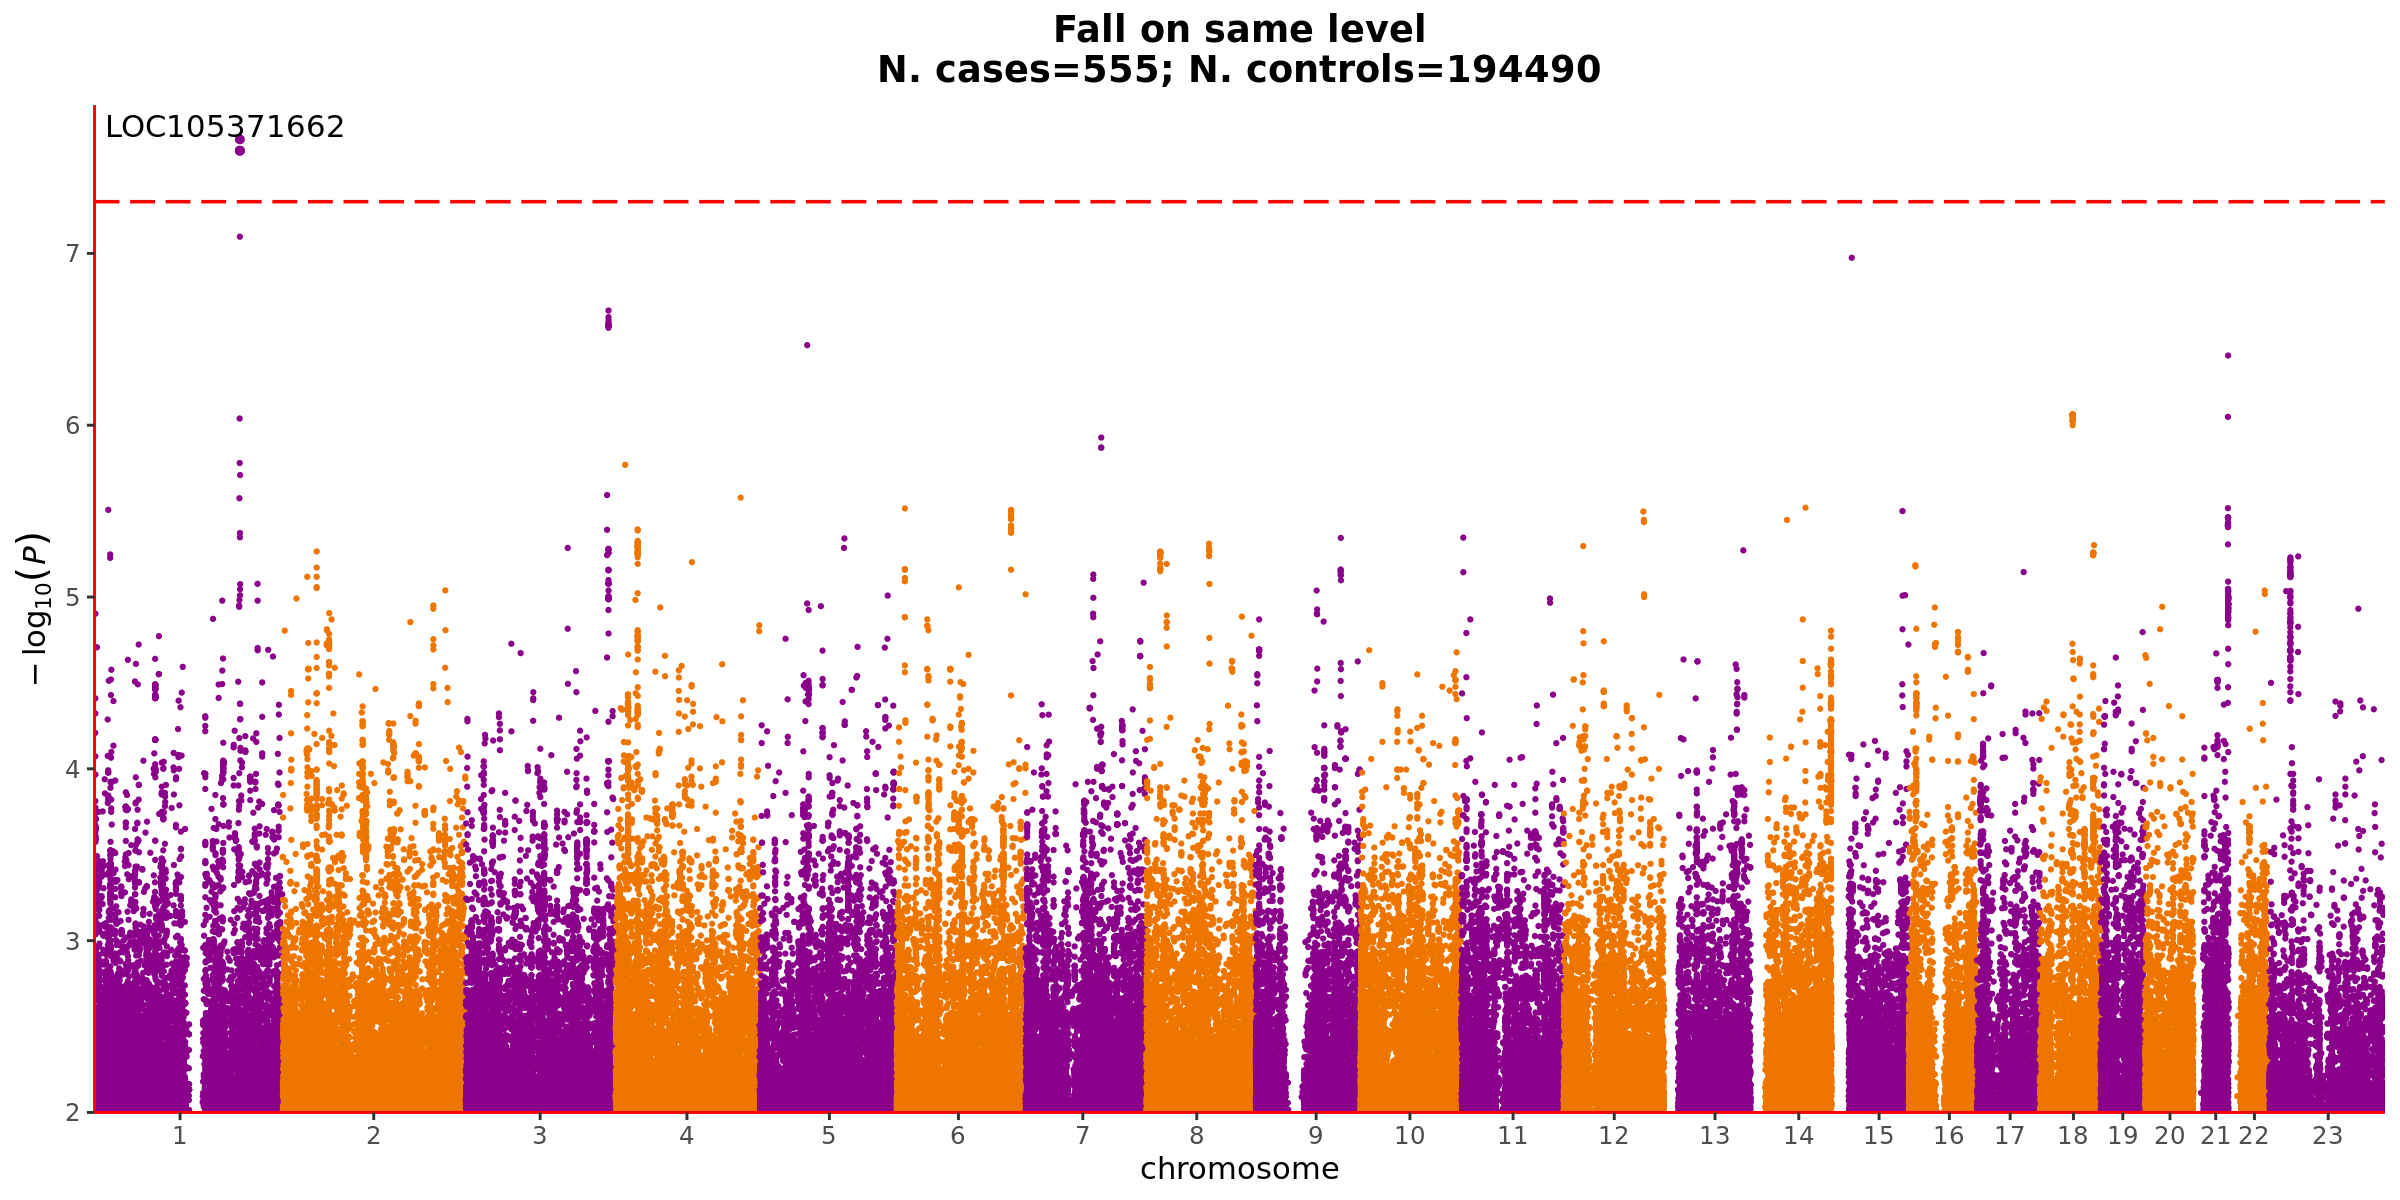 Fall on same level
N. cases=555; N. controls=194490
LOC105371662
7
6
5
4
3
2
−log10(P)
1 2 3 4 5 6 7 8 9 10 11 12 13 14 15 16 17 18 19 20 21 22 23
chromosome